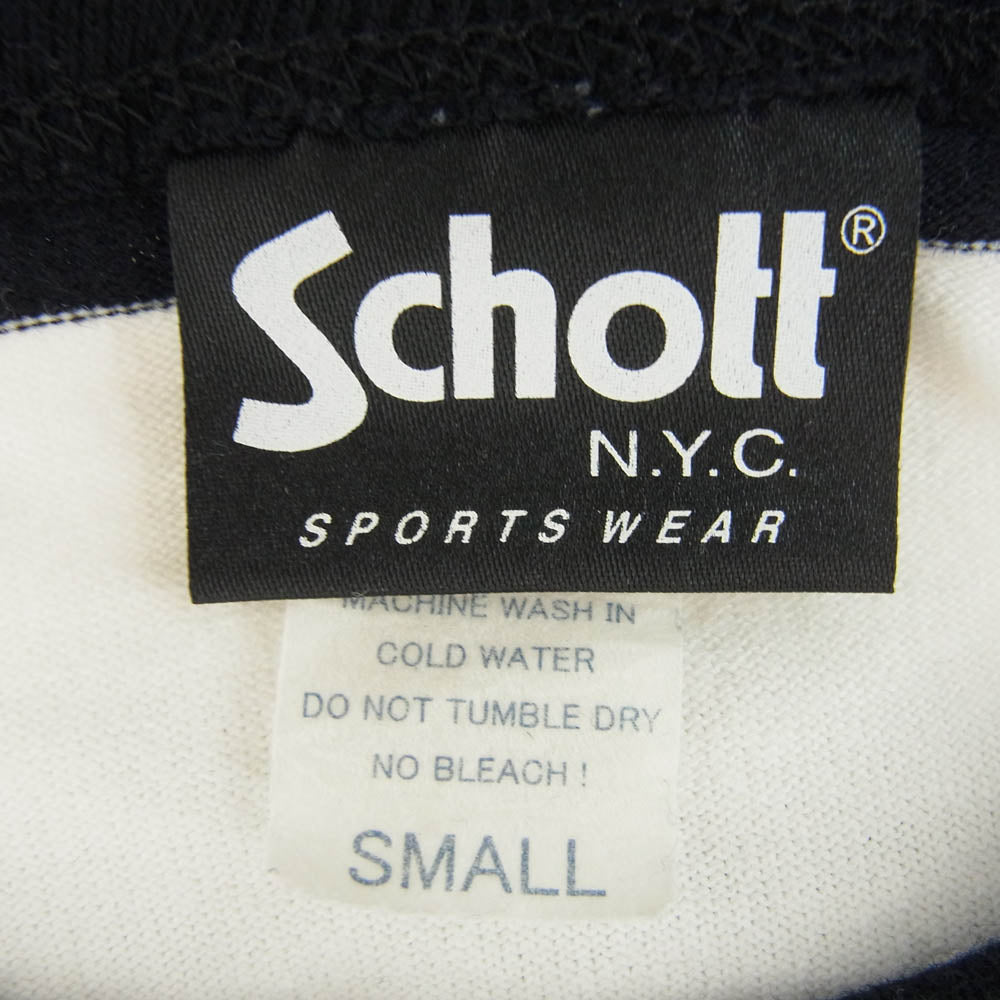 Schott®
N.Y.C.
SPORTS WEAR
MACHINE WASH IN
COLD WATER
DO NOT TUMBLE DRY
NO BLEACH !
SMALL